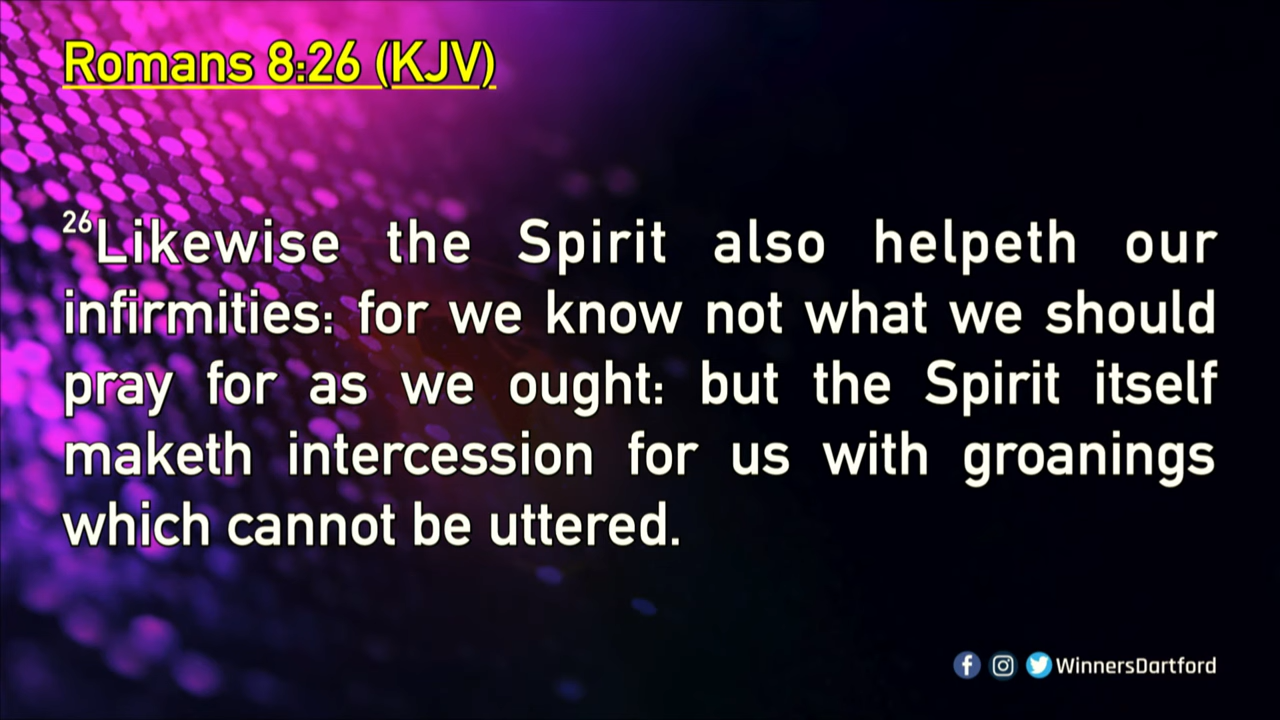 Romans 8:26 (KJV)
26Likewise the Spirit also helpeth our
infirmities: for we know not what we should
pray for as we ought: but the Spirit itself
maketh intercession for us with groanings
which cannot be uttered.
WinnersDartford